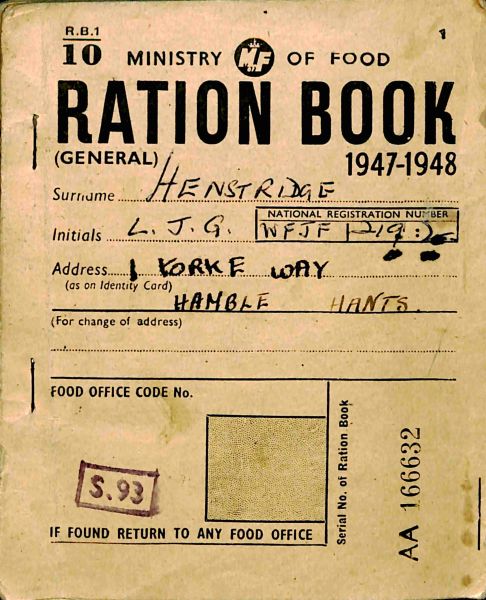 R.B.1
10
1
MINISTRY MF OF FOOD
RATION BOOK
(GENERAL) 1947-1948
Surname HENSTRIDGE
NATIONAL REGISTRATION NUMBER
Initials L. J. G. WFJF
Address 1 YORKE WAY
(as on Identity Card)
HAMBLE HANTS.
(For change of address)
FOOD OFFICE CODE No.
S.93
IF FOUND RETURN TO ANY FOOD OFFICE
Serial No. of Ration Book
AA 166632